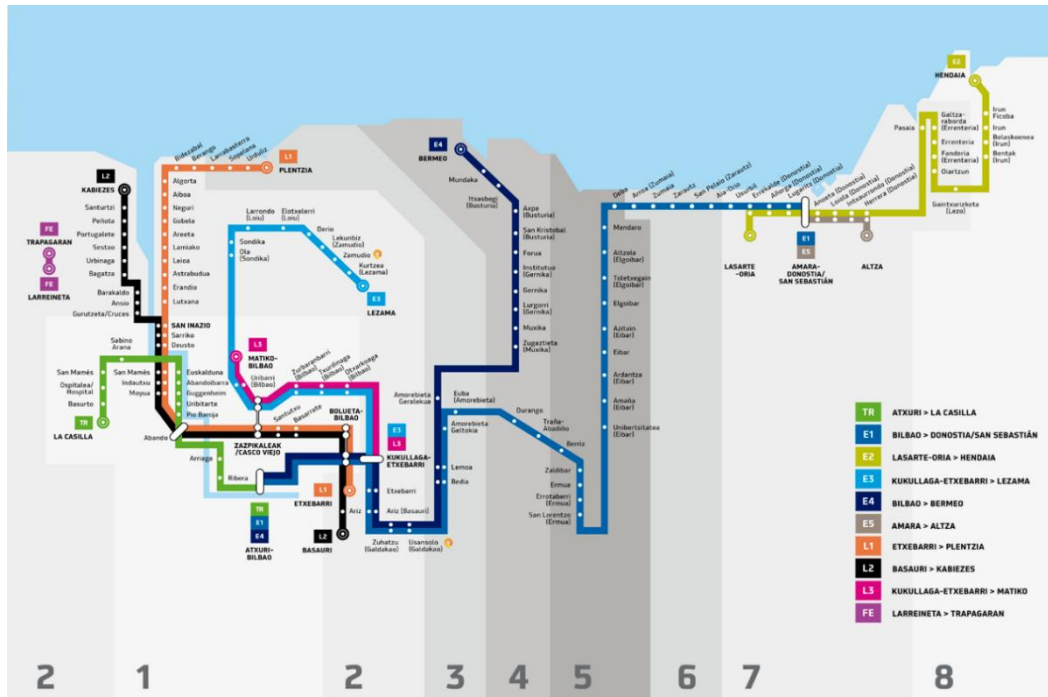 E2
HENDAIA
Irun
Ficoba
Irun
Belaskoenea
(Irun)
Bentak
(Irun)
Gaintxurizketa
(Lezo)
Pasaia
Galtzaraborda
(Errenteria)
Errenteria
Fanderia
(Errenteria)
Oiartzun
Bidezabal
Berango
Larrabasterra
Sopelana
Urduliz
L1
PLENTZIA
Algorta
Aiboa
Neguri
Gobela
Areeta
Lamiako
Leioa
Astrabudua
Erandio
Lutxana
SAN INAZIO
Sarriko
Deusto
L2
KABIEZES
Santurtzi
Peñota
Portugalete
Sestao
Urbinaga
Bagatza
Barakaldo
Ansio
Gurutzeta/Cruces
FE
TRAPAGARAN
FE
LARREINETA
Sabino
Arana
San Mamés
Ospitalea/
Hospital
Basurto
TR
LA CASILLA
San Mamés
Indautxu
Moyua
Euskalduna
Abandoibarra
Guggenheim
Uribitarte
Pio Baroja
Abando
Arriaga
Ribera
TR
E1
E4
ATXURI-
BILBAO
Larrondo
(Loiu)
Elotxelerri
(Loiu)
Sondika
Ola
(Sondika)
Derio
Lekunbiz
(Zamudio)
Zamudio
Kurtzea
(Lezama)
E3
LEZAMA
L3
MATIKO-
BILBAO
Uribarri
(Bilbao)
Zurbaranbarri
(Bilbao)
Txurdinaga
(Bilbao)
Otxarkoaga
(Bilbao)
ZAZPIKALEAK
/CASCO VIEJO
Santutxu
Basarrate
BOLUETA-
BILBAO
E3
L3
KUKULLAGA-
ETXEBARRI
L1
ETXEBARRI
Ariz
L2
BASAURI
Etxebarri
Ariz (Basauri)
Zuhatzu
(Galdakao)
Usansolo
(Galdakao)
Bedia
Lemoa
Amorebieta
Geltokia
Amorebieta
Geralekua
Euba
(Amorebieta)
E4
BERMEO
Mundaka
Itsasbegi
(Busturia)
Axpe
(Busturia)
San Kristobal
(Busturia)
Forua
Institutua
(Gernika)
Gernika
Lurgorri
(Gernika)
Muxika
Zugaztieta
(Muxika)
Durango
Traña-
Abadiño
Berriz
Zaldibar
Ermua
Errotabarri
(Ermua)
San Lorentzo
(Ermua)
Deba
Arroa (Zumaia)
Zumaia
Zarautz
San Pelaio (Zarautz)
Aia-Orio
Usurbil
Errekalde (Donostia)
Añorga (Donostia)
Lugaritz (Donostia)
Anoeta (Donostia)
Loiola (Donostia)
Intxaurrondo (Donostia)
Herrera (Donostia)
Mendaro
Altzola
(Elgoibar)
Toletxegain
(Elgoibar)
Elgoibar
Azitain
(Eibar)
Eibar
Ardantza
(Eibar)
Amaña
(Eibar)
Unibertsitatea
(Eibar)
LASARTE
-ORIA
E1
E5
AMARA-
DONOSTIA/
SAN SEBASTIÁN
ALTZA
TR ATXURI > LA CASILLA
E1 BILBAO > DONOSTIA/SAN SEBASTIÁN
E2 LASARTE-ORIA > HENDAIA
E3 KUKULLAGA-ETXEBARRI > LEZAMA
E4 BILBAO > BERMEO
E5 AMARA > ALTZA
L1 ETXEBARRI > PLENTZIA
L2 BASAURI > KABIEZES
L3 KUKULLAGA-ETXEBARRI > MATIKO
FE LARREINETA > TRAPAGARAN
2 1 2 3 4 5 6 7 8